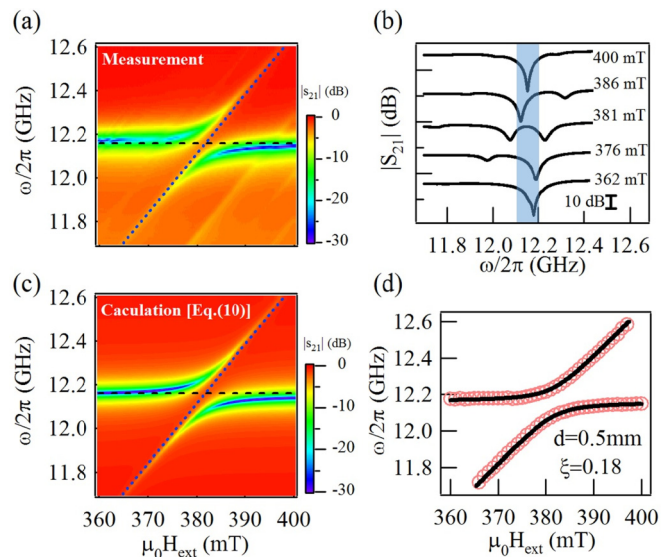 (a)
12.6
12.4
12.2
12.0
11.8
ω/2π (GHz)
Measurement
|s21| (dB)
0
-10
-20
-30
(b)
|S21| (dB)
400 mT
386 mT
381 mT
376 mT
362 mT
10 dB
11.8 12.0 12.2 12.4 12.6
ω/2π (GHz)
(c)
12.6
12.4
12.2
12.0
11.8
ω/2π (GHz)
Caculation [Eq.(10)]
|s21| (dB)
0
-10
-20
-30
360 370 380 390 400
μ0Hext (mT)
(d)
12.6
12.4
12.2
12.0
11.8
ω/2π (GHz)
d=0.5mm
ξ=0.18
360 370 380 390 400
μ0Hext (mT)